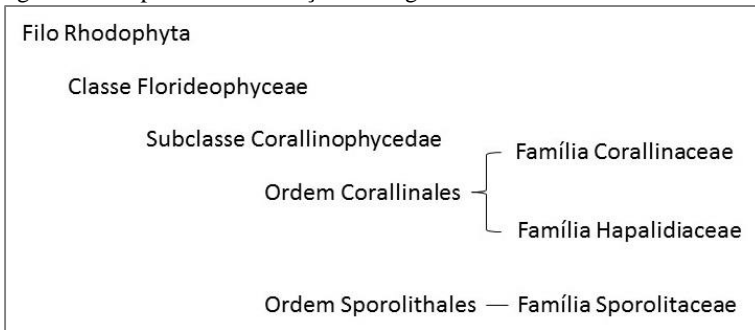 Filo Rhodophyta
Classe Florideophyceae
Subclasse Corallinophycedae
Família Corallinaceae
Ordem Corallinales
Família Hapalidiaceae
Ordem Sporolithales — Família Sporolitaceae